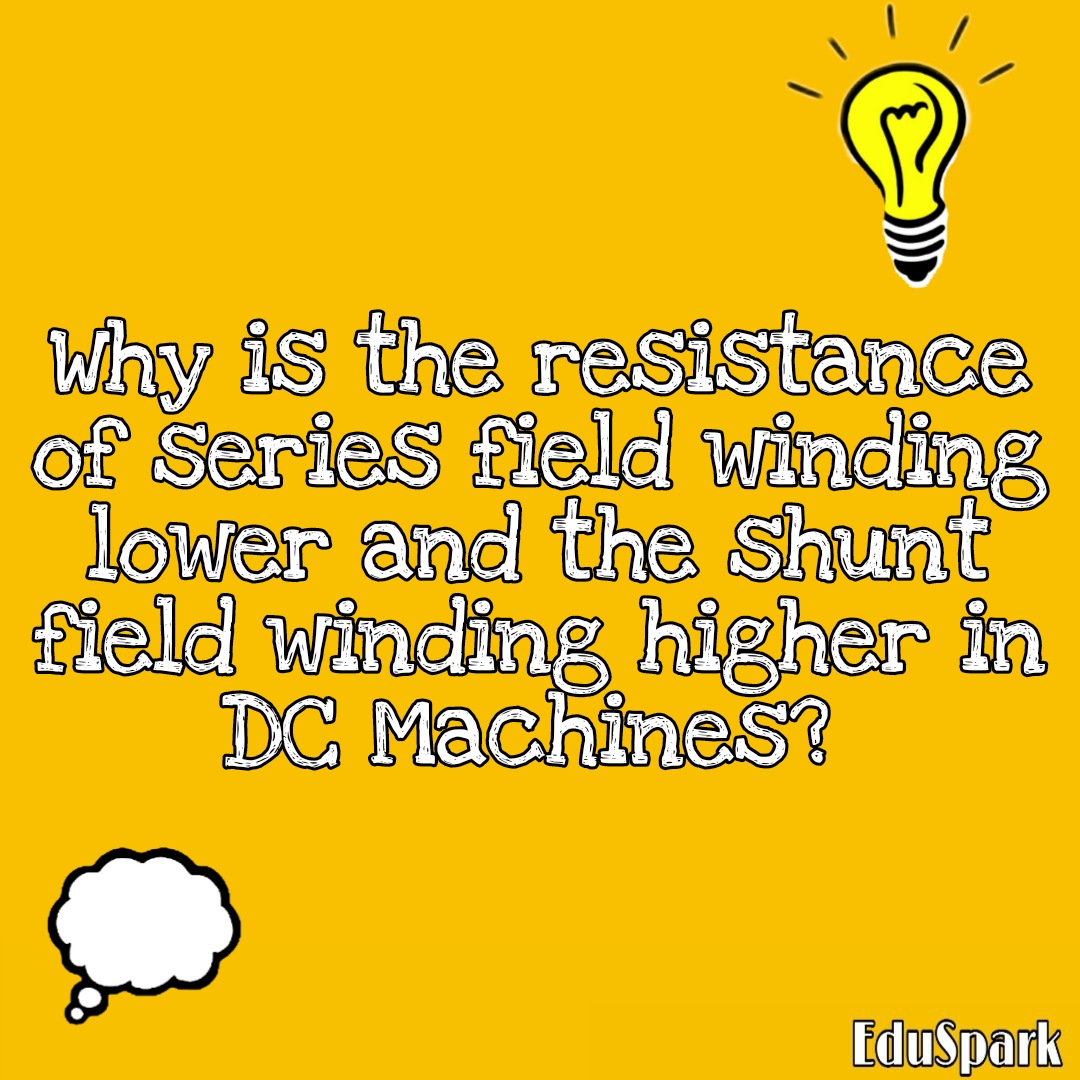 Why is the resistance
of series field winding
lower and the shunt
field winding higher in
DC Machines?
EduSpark